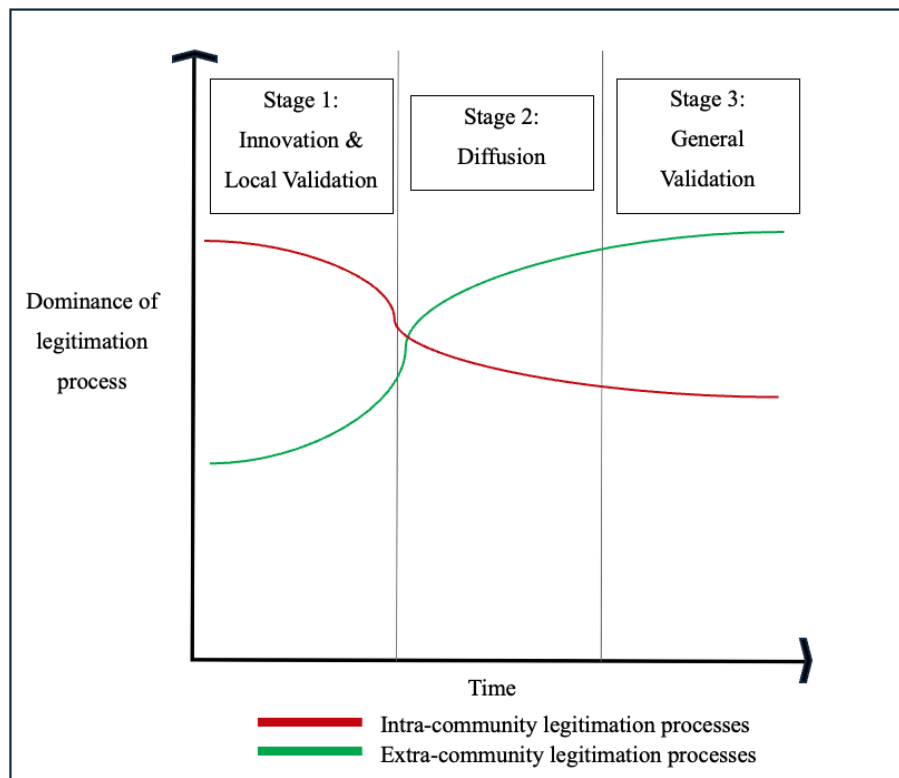 Stage 1:
Innovation &
Local Validation
Stage 2:
Diffusion
Stage 3:
General
Validation
Dominance of
legitimation
process
Time
Intra-community legitimation processes
Extra-community legitimation processes